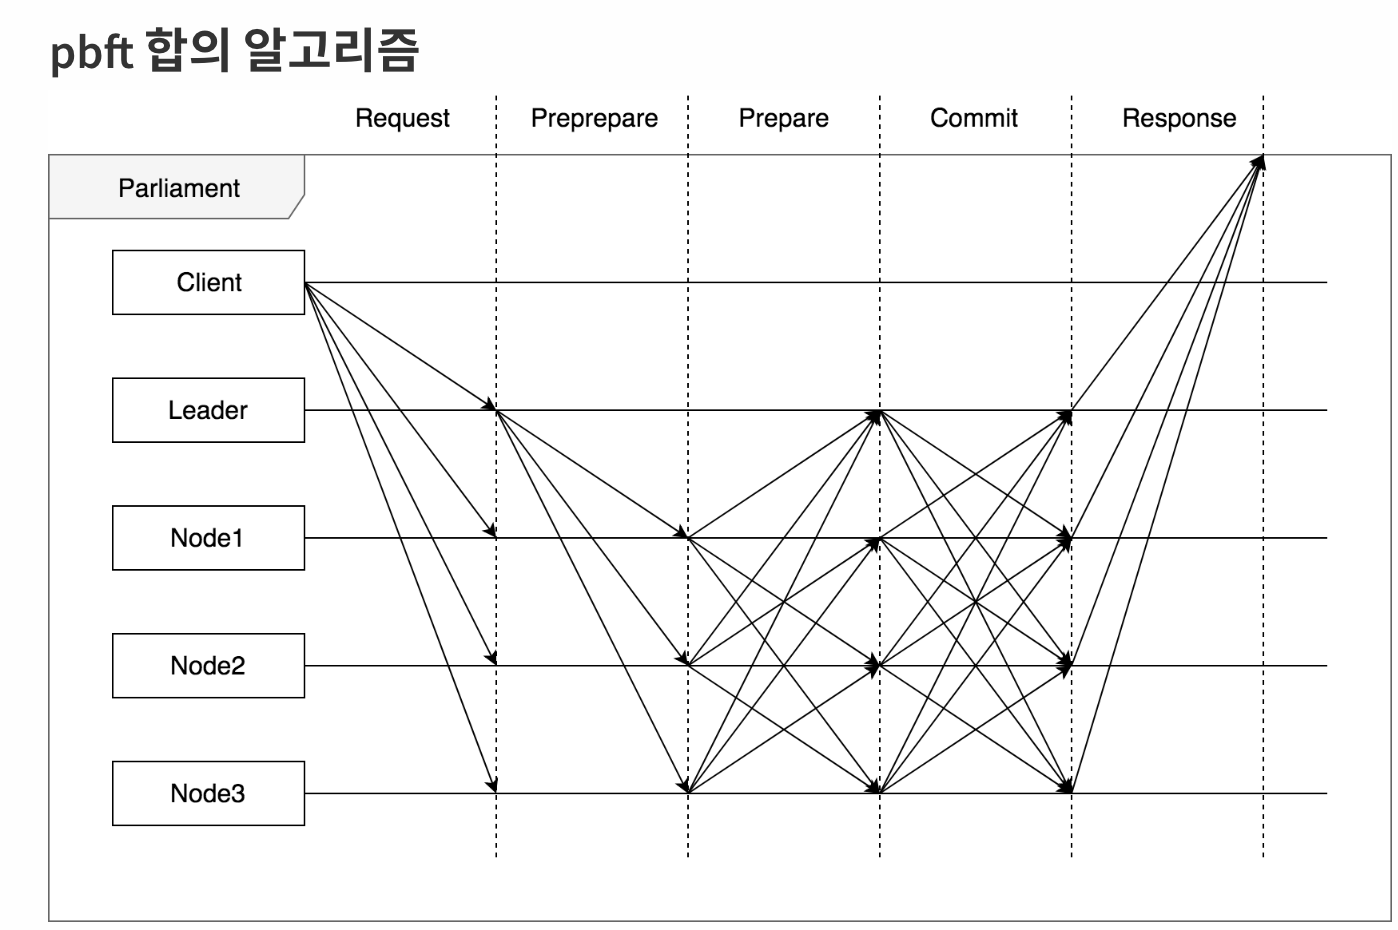 pbft 합의 알고리즘
Request Preprepare Prepare Commit Response
Parliament
Client
Leader
Node1
Node2
Node3